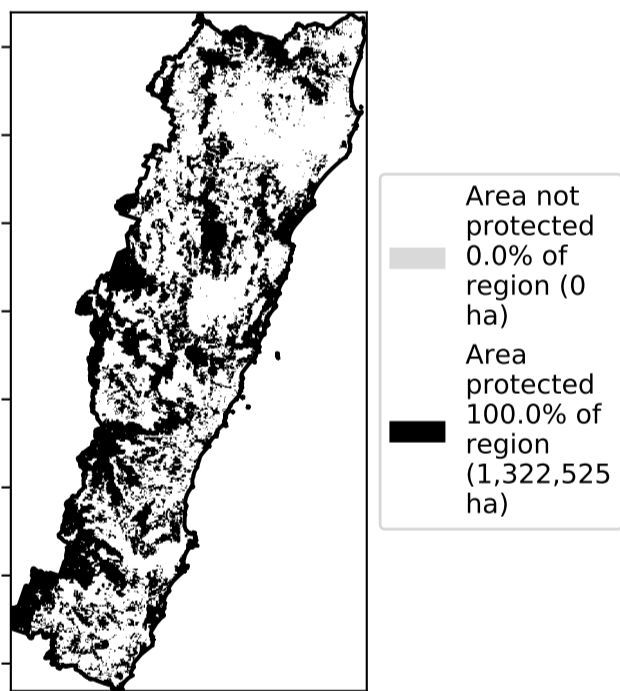 Area not
protected
0.0% of
region (0
ha)
Area
protected
100.0% of
region
(1,322,525
ha)